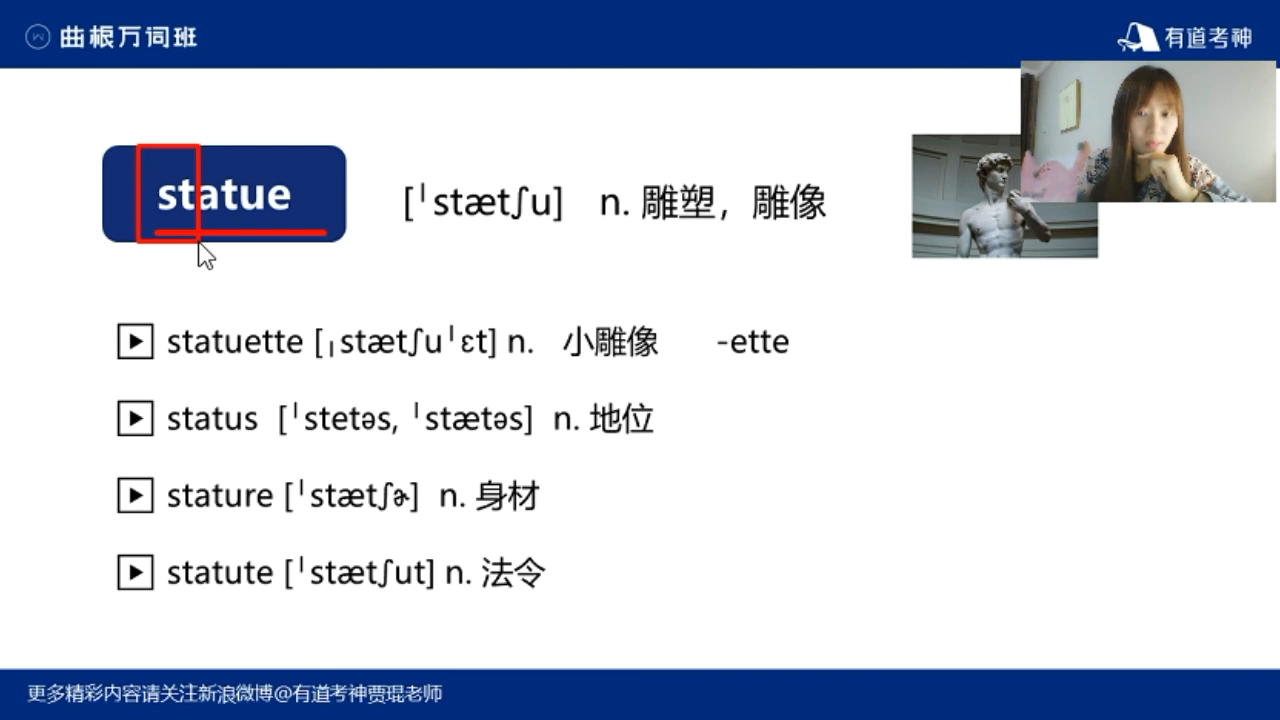 曲根万词班
有道考神
statue [ˈstætʃu] n. 雕塑，雕像
statuette [ˌstætʃuˈɛt] n. 小雕像 -ette
status [ˈstetəs, ˈstætəs] n. 地位
stature [ˈstætʃɚ] n. 身材
statute [ˈstætʃut] n. 法令
更多精彩内容请关注新浪微博@有道考神贾琨老师